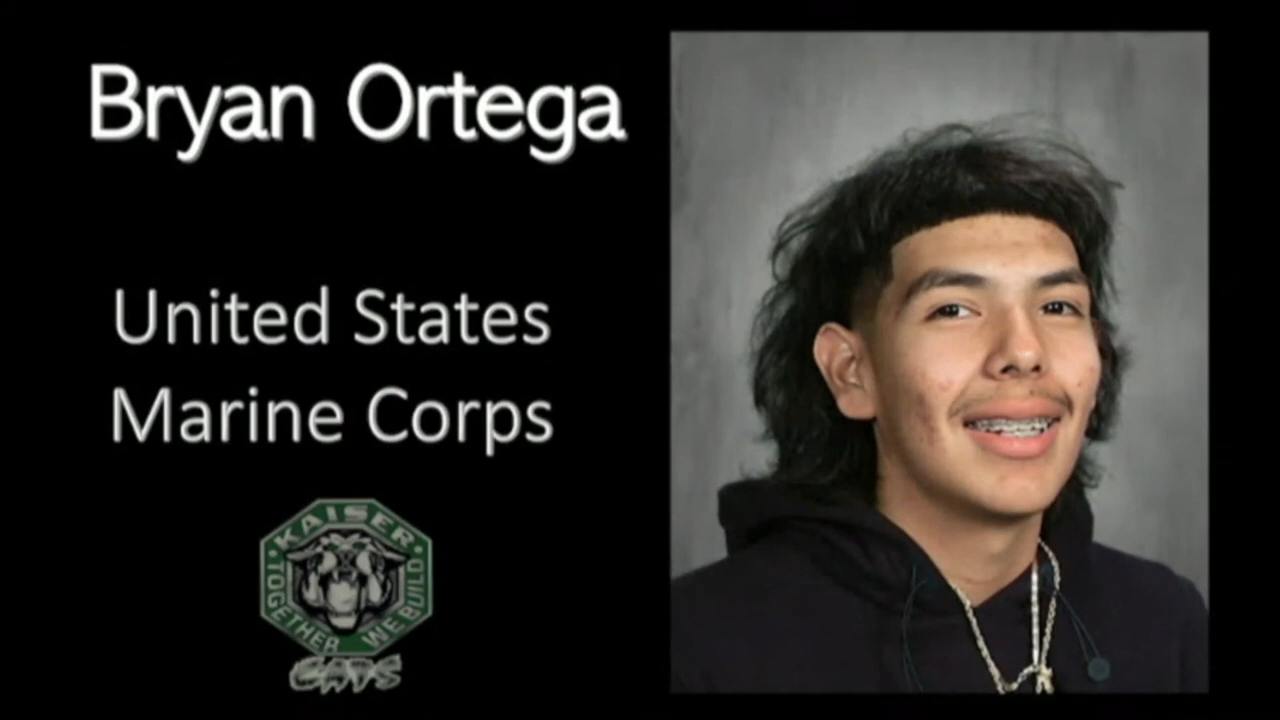 Bryan Ortega
United States
Marine Corps
KAISER
TOGETHER WE BUILD
CATS